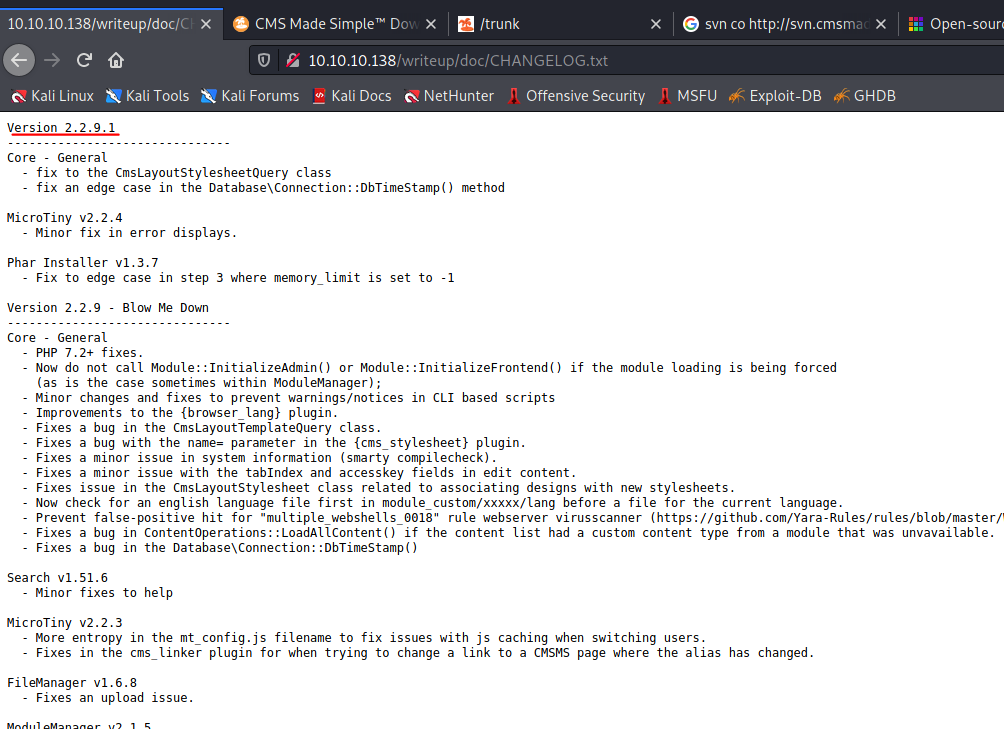 10.10.10.138/writeup/doc/CH
CMS Made Simple™ Dow
/trunk
svn co http://svn.cmsmad
Open-sourc
10.10.10.138/writeup/doc/CHANGELOG.txt
Kali Linux Kali Tools Kali Forums Kali Docs NetHunter Offensive Security MSFU Exploit-DB GHDB
Version 2.2.9.1
-------------------------------
Core - General
- fix to the CmsLayoutStylesheetQuery class
- fix an edge case in the Database\Connection::DbTimeStamp() method
MicroTiny v2.2.4
- Minor fix in error displays.
Phar Installer v1.3.7
- Fix to edge case in step 3 where memory_limit is set to -1
Version 2.2.9 - Blow Me Down
-------------------------------
Core - General
- PHP 7.2+ fixes.
- Now do not call Module::InitializeAdmin() or Module::InitializeFrontend() if the module loading is being forced
(as is the case sometimes within ModuleManager);
- Minor changes and fixes to prevent warnings/notices in CLI based scripts
- Improvements to the {browser_lang} plugin.
- Fixes a bug in the CmsLayoutTemplateQuery class.
- Fixes a bug with the name= parameter in the {cms_stylesheet} plugin.
- Fixes a minor issue in system information (smarty compilecheck).
- Fixes a minor issue with the tabIndex and accesskey fields in edit content.
- Fixes issue in the CmsLayoutStylesheet class related to associating designs with new stylesheets.
- Now check for an english language file first in module_custom/xxxxx/lang before a file for the current language.
- Prevent false-positive hit for "multiple_webshells_0018" rule webserver virusscanner (https://github.com/Yara-Rules/rules/blob/master/W
- Fixes a bug in ContentOperations::LoadAllContent() if the content list had a custom content type from a module that was unvavailable.
- Fixes a bug in the Database\Connection::DbTimeStamp()
Search v1.51.6
- Minor fixes to help
MicroTiny v2.2.3
- More entropy in the mt_config.js filename to fix issues with js caching when switching users.
- Fixes in the cms_linker plugin for when trying to change a link to a CMSMS page where the alias has changed.
FileManager v1.6.8
- Fixes an upload issue.
ModuleManager v2.1.5